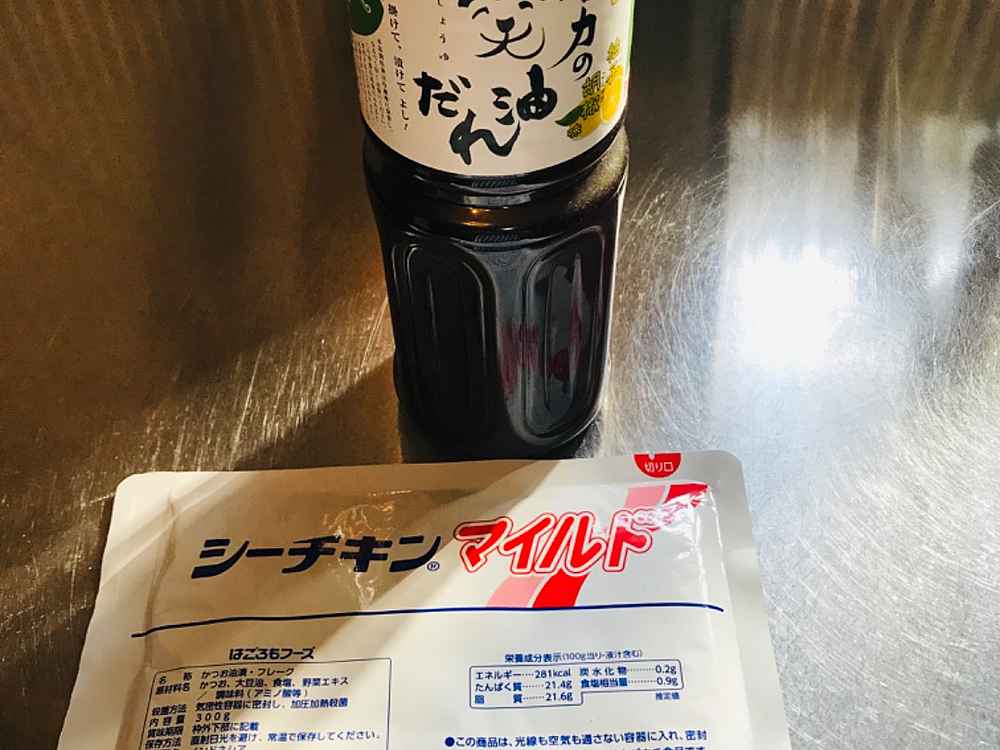 掛けて、漬けてよし!
しょうゆ
力の
だれ
油
切り口
シーチキン® マイルド
はごろもフーズ
名 称 かつお油漬・フレーク
原材料名 かつお、大豆油、食塩、野菜エキス
/ 調味料(アミノ酸等)
殺菌方法 気密性容器に密封し、加圧加熱殺菌
内 容 量 300g
賞味期限 枠外下部に記載
保存方法 直射日光を避け、常温で保存してください。
ンドネシア
栄養成分表示(100g当り・液汁含む)
エネルギー……281kcal 炭水化物………0.2g
たんぱく質……21.4g 食塩相当量……0.9g
脂 質……21.6g
推定値
●この商品は、光線も空気も通さない容器に入れ、密封